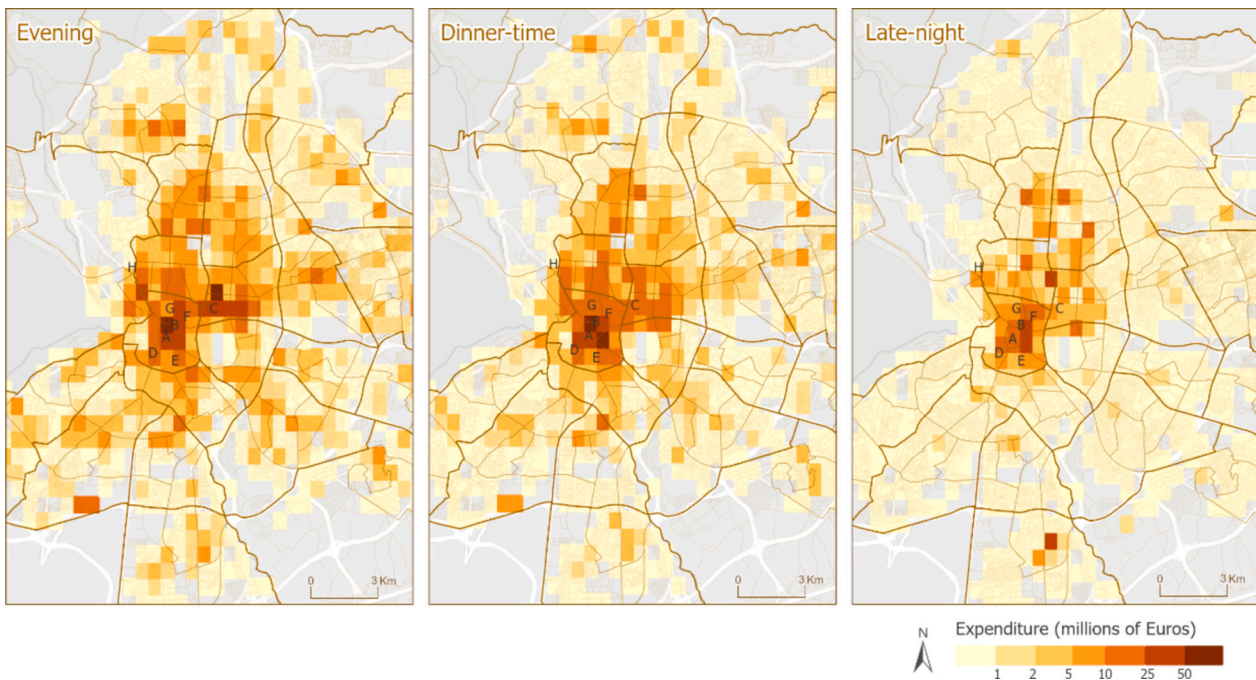 Evening
H
G
F
C
B
A
D
E
0
3 Km
Dinner-time
H
G
F
C
B
A
D
E
0
3 Km
Late-night
H
G
F
C
B
A
D
E
0
3 Km
N
Expenditure (millions of Euros)
1 2 5 10 25 50